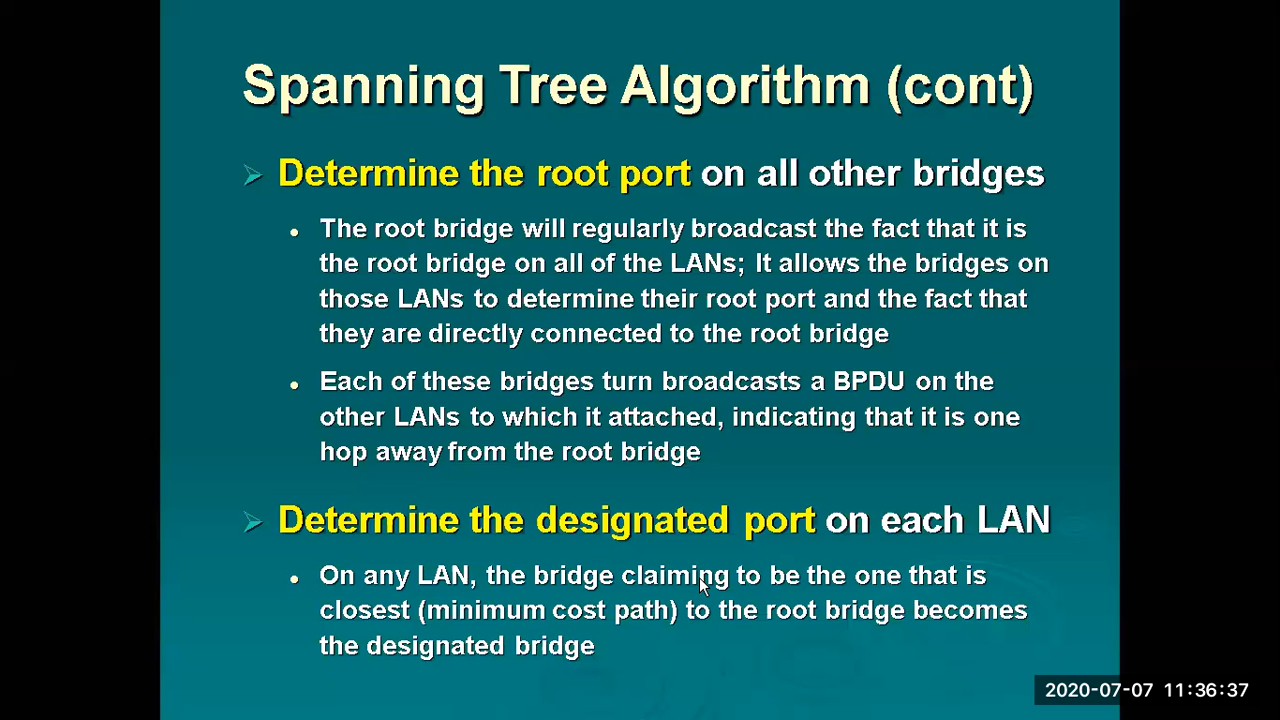 Spanning Tree Algorithm (cont)
Determine the root port on all other bridges
The root bridge will regularly broadcast the fact that it is
the root bridge on all of the LANs; It allows the bridges on
those LANs to determine their root port and the fact that
they are directly connected to the root bridge
Each of these bridges turn broadcasts a BPDU on the
other LANs to which it attached, indicating that it is one
hop away from the root bridge
Determine the designated port on each LAN
On any LAN, the bridge claiming to be the one that is
closest (minimum cost path) to the root bridge becomes
the designated bridge
2020-07-07 11:36:37